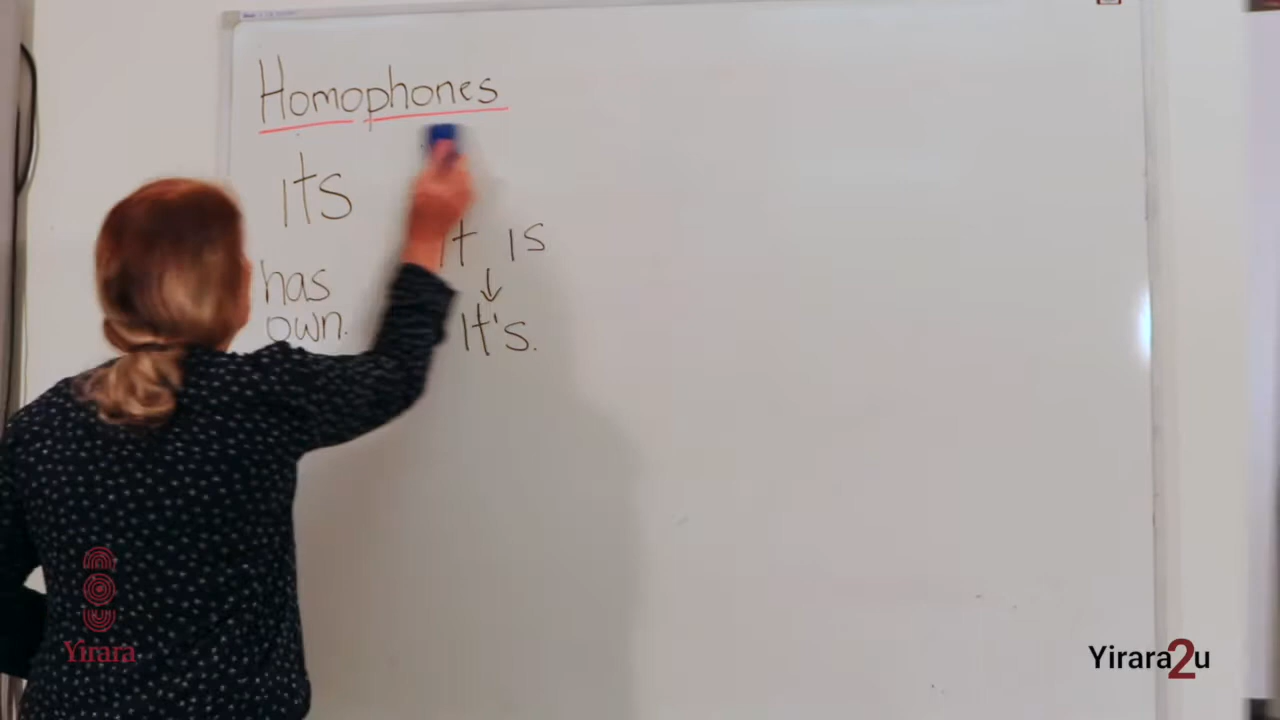 Homophones
its
It is
has
own.
It's.
Yirara
Yirara2u